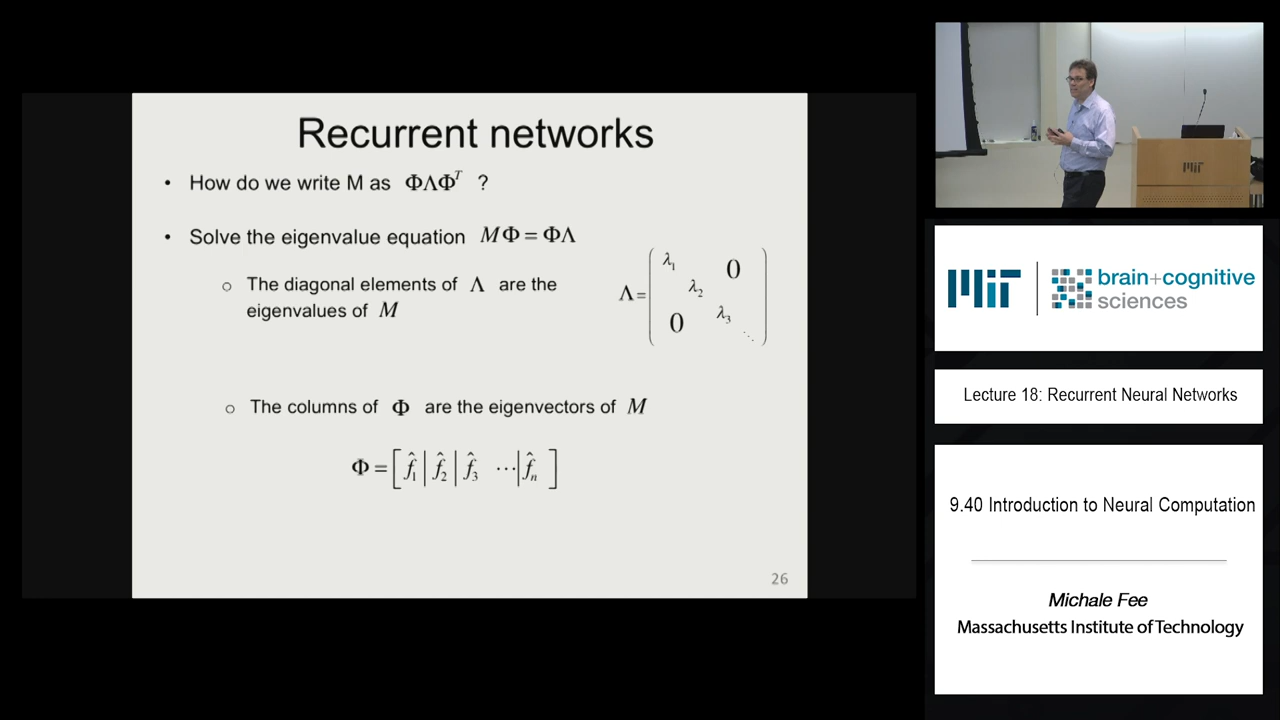 Recurrent networks
• How do we write M as ΦΛΦᵀ ?
• Solve the eigenvalue equation MΦ = ΦΛ
○ The diagonal elements of Λ are the
eigenvalues of M
Λ = ( λ₁ 0
λ₂
0 λ₃
⋱ )
○ The columns of Φ are the eigenvectors of M
Φ = [ f̂₁ | f̂₂ | f̂₃ ⋯ | f̂ₙ ]
26
MIT
MIT
brain+cognitive
sciences
Lecture 18: Recurrent Neural Networks
9.40 Introduction to Neural Computation
Michale Fee
Massachusetts Institute of Technology